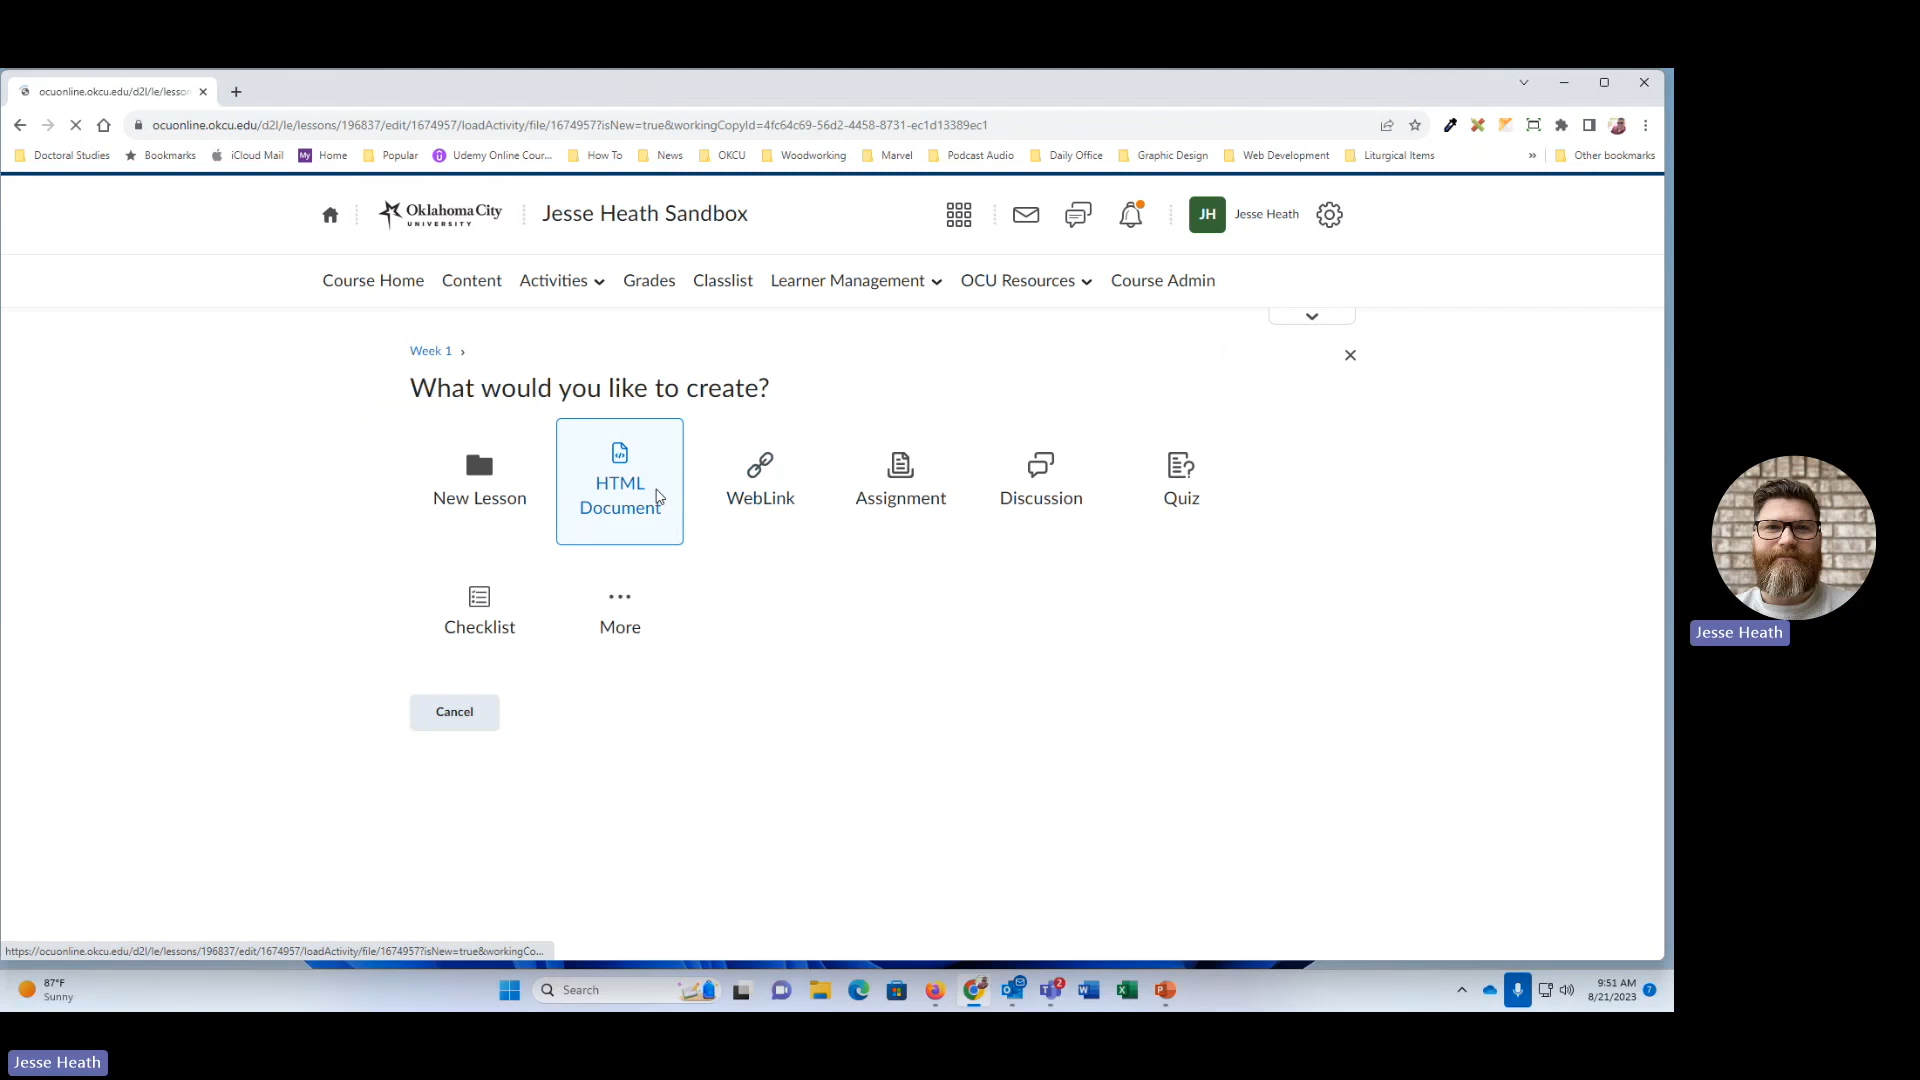 ocuonline.okcu.edu/d2l/le/lesson
ocuonline.okcu.edu/d2l/le/lessons/196837/edit/1674957/loadActivity/file/1674957?isNew=true&workingCopyId=4fc64c69-56d2-4458-8731-ec1d13389ec1
Doctoral Studies Bookmarks iCloud Mail My Home Popular Udemy Online Cour... How To News OKCU Woodworking Marvel Podcast Audio Daily Office Graphic Design Web Development Liturgical Items » Other bookmarks
Oklahoma City
UNIVERSITY
Jesse Heath Sandbox
JH Jesse Heath
Course Home Content Activities Grades Classlist Learner Management OCU Resources Course Admin
Week 1 ›
What would you like to create?
New Lesson
HTML
Document
WebLink
Assignment
Discussion
Quiz
Checklist
More
Cancel
Jesse Heath
https://ocuonline.okcu.edu/d2l/le/lessons/196837/edit/1674957/loadActivity/file/1674957?isNew=true&workingCo...
87°F
Sunny
Search
2
9:51 AM
8/21/2023
7
Jesse Heath